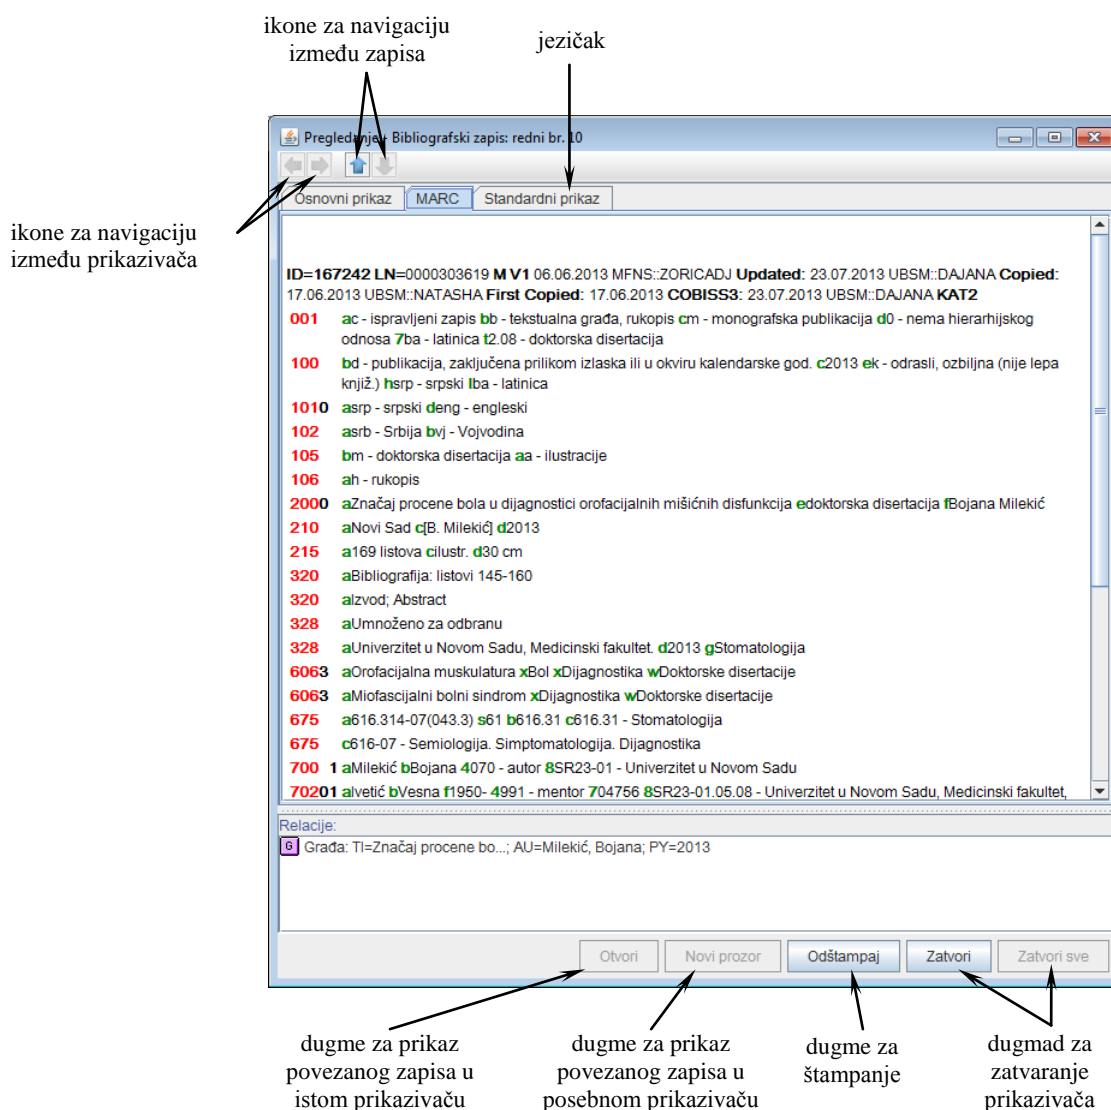 ikone za navigaciju
između zapisa
jezičak
Pregledanje - Bibliografski zapis: redni br. 10
Osnovni prikaz MARC Standardni prikaz
ikone za navigaciju
između prikazivača
ID=167242 LN=0000303619 M V1 06.06.2013 MFNS::ZORICADJ Updated: 23.07.2013 UBSM::DAJANA Copied:
17.06.2013 UBSM::NATASHA First Copied: 17.06.2013 COBISS3: 23.07.2013 UBSM::DAJANA KAT2
001 ac - ispravljeni zapis bb - tekstualna građa, rukopis cm - monografska publikacija d0 - nema hierarhijskog
odnosa 7ba - latinica t2.08 - doktorska disertacija
100 bd - publikacija, zaključena prilikom izlaska ili u okviru kalendarske god. c2013 ek - odrasli, ozbiljna (nije lepa
knjiž.) hsrp - srpski lba - latinica
1010 asrp - srpski deng - engleski
102 asrb - Srbija bvj - Vojvodina
105 bm - doktorska disertacija aa - ilustracije
106 ah - rukopis
2000 aZnačaj procene bola u dijagnostici orofacijalnih mišićnih disfunkcija edoktorska disertacija fBojana Milekić
210 aNovi Sad c[B. Milekić] d2013
215 a169 listova cilustr. d30 cm
320 aBibliografija: listovi 145-160
320 aIzvod; Abstract
328 aUmnoženo za odbranu
328 aUniverzitet u Novom Sadu, Medicinski fakultet. d2013 gStomatologija
6063 aOrofacijalna muskulatura xBol xDijagnostika wDoktorske disertacije
6063 aMiofascijalni bolni sindrom xDijagnostika wDoktorske disertacije
675 a616.314-07(043.3) s61 b616.31 c616.31 - Stomatologija
675 c616-07 - Semiologija. Simptomatologija. Dijagnostika
700 1 aMilekić bBojana 4070 - autor 8SR23-01 - Univerzitet u Novom Sadu
70201 aIvetić bVesna f1950- 4991 - mentor 704756 8SR23-01.05.08 - Univerzitet u Novom Sadu, Medicinski fakultet,
Relacije:
G Građa: TI=Značaj procene bo...; AU=Milekić, Bojana; PY=2013
Otvori Novi prozor Odštampaj Zatvori Zatvori sve
dugme za prikaz
povezanog zapisa u
istom prikazivaču
dugme za prikaz
povezanog zapisa u
posebnom prikazivaču
dugme za
štampanje
dugmad za
zatvaranje
prikazivača